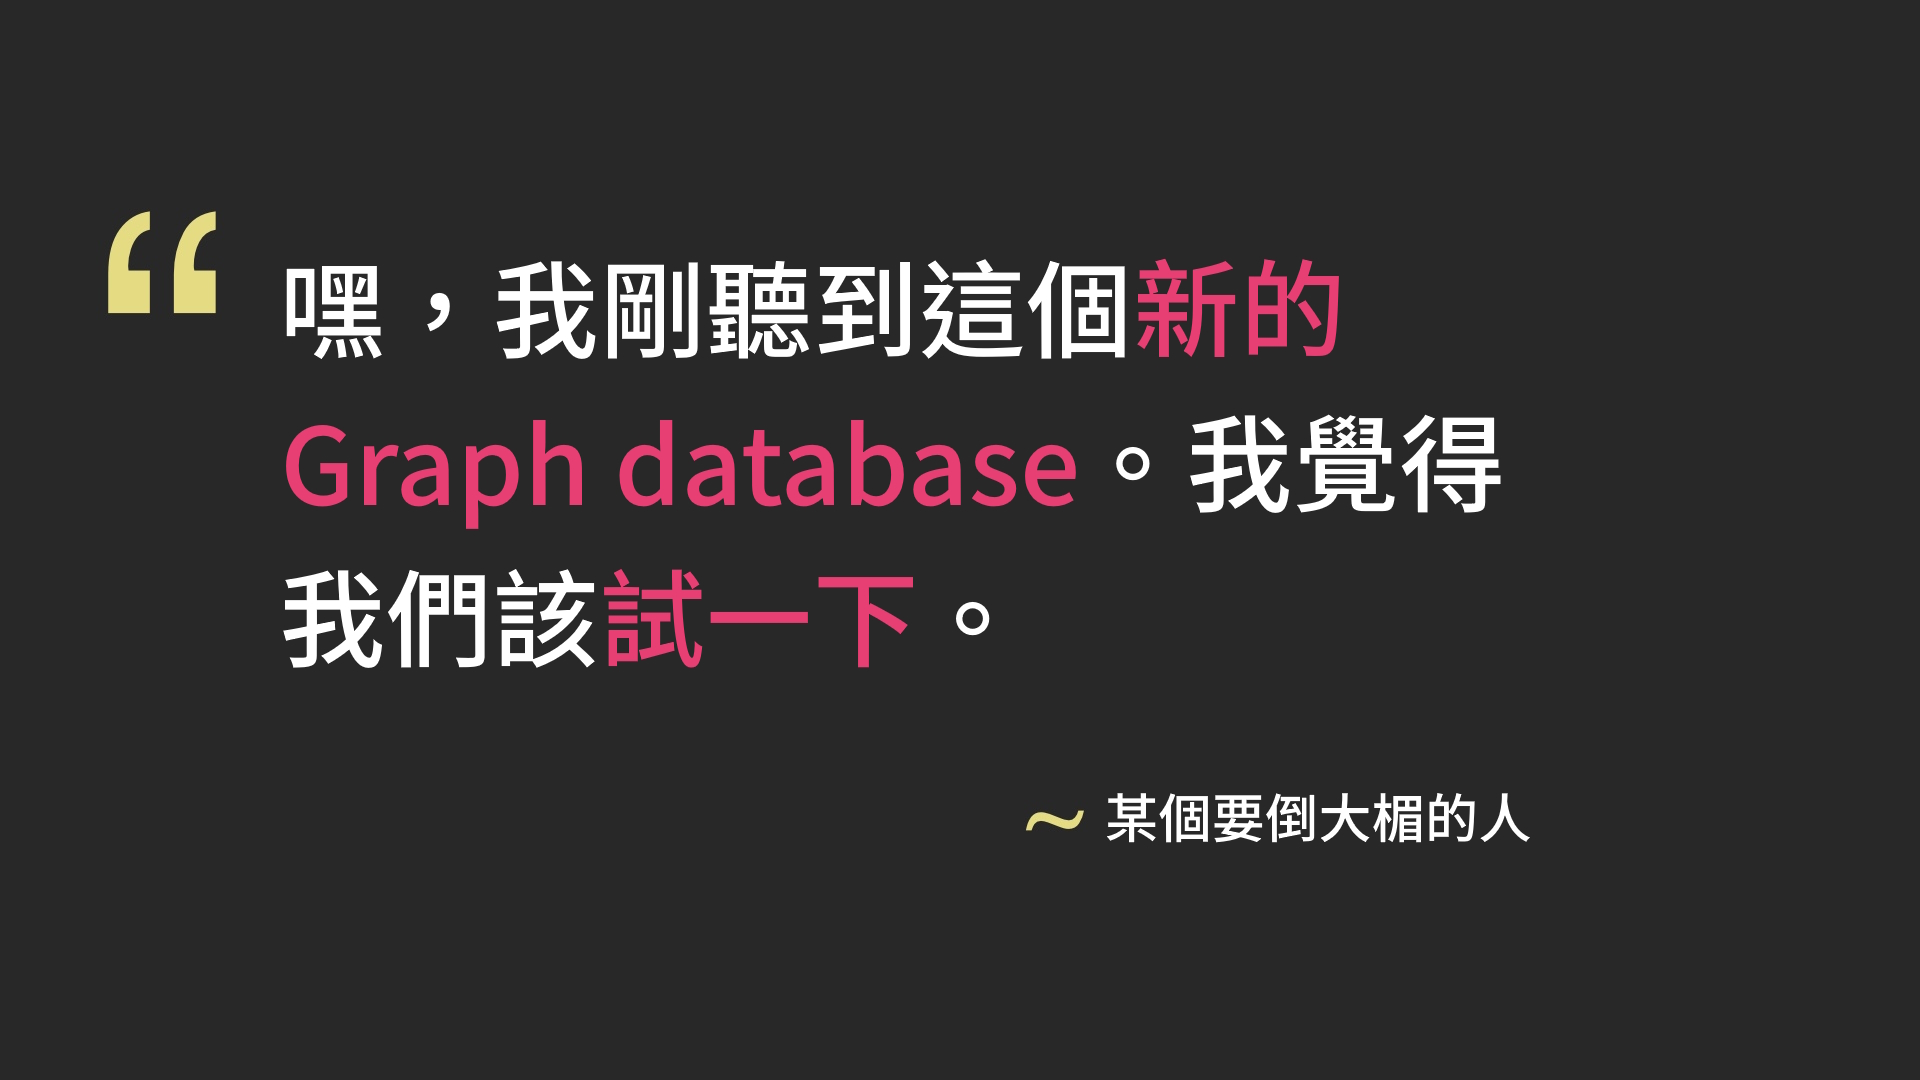 “
嘿，我剛聽到這個新的
Graph database。我覺得
我們該試一下。
~ 某個要倒大楣的人